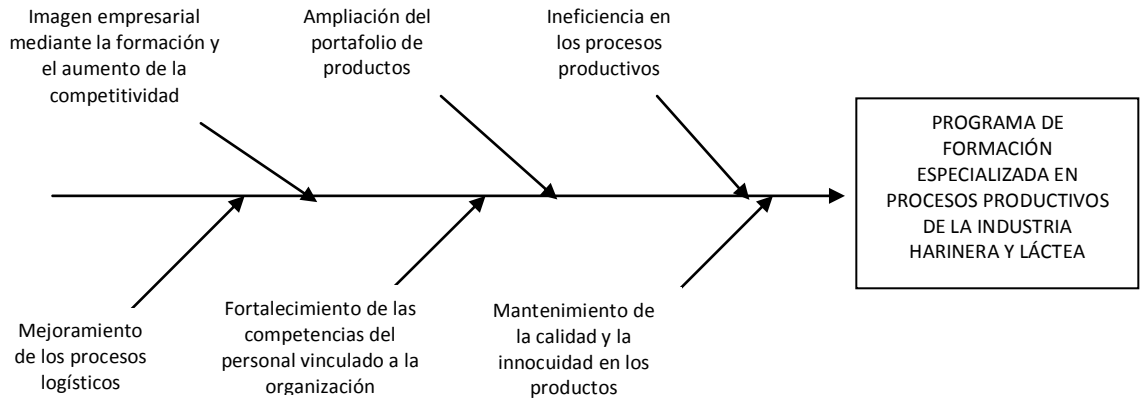 Imagen empresarial
mediante la formación y
el aumento de la
competitividad
Ampliación del
portafolio de
productos
Ineficiencia en
los procesos
productivos
PROGRAMA DE
FORMACIÓN
ESPECIALIZADA EN
PROCESOS PRODUCTIVOS
DE LA INDUSTRIA
HARINERA Y LÁCTEA
Mejoramiento
de los procesos
logísticos
Fortalecimiento de las
competencias del
personal vinculado a la
organización
Mantenimiento de
la calidad y la
innocuidad en los
productos